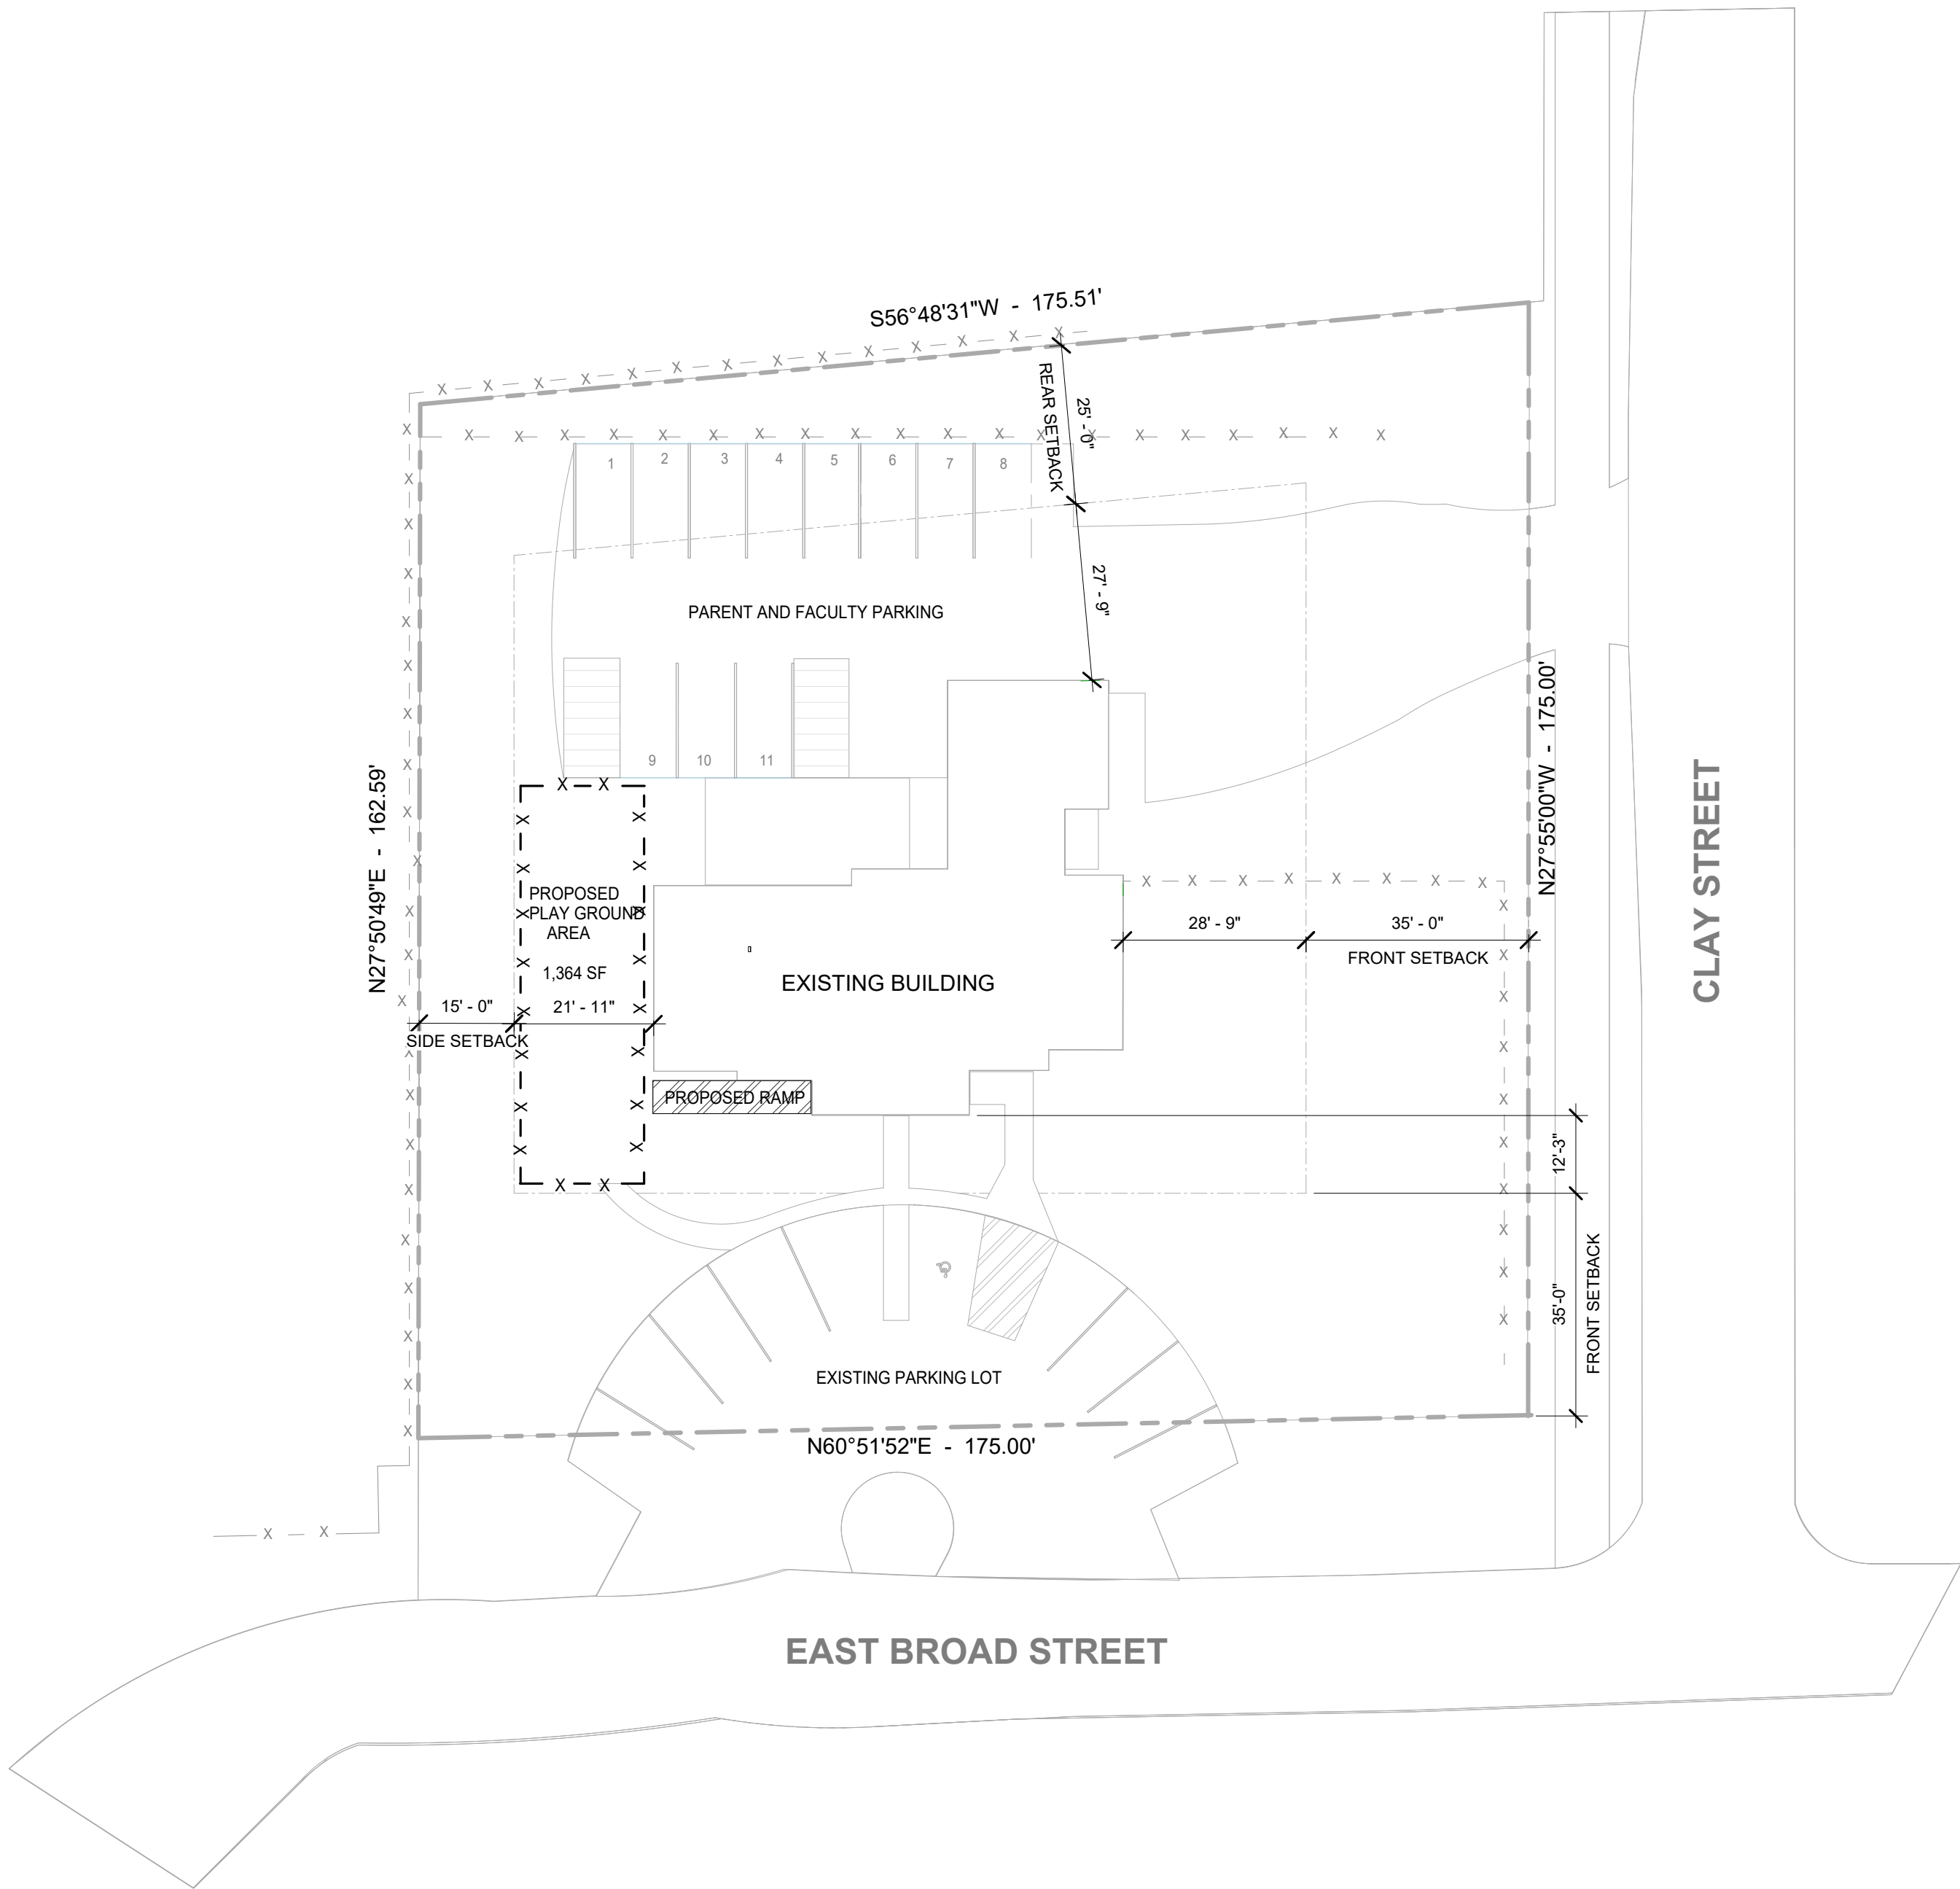 S56°48'31"W - 175.51'
REAR SETBACK
25' - 0"
1 2 3 4 5 6 7 8
27' - 9"
PARENT AND FACULTY PARKING
9 10 11
N27°50'49"E - 162.59'
N27°55'00"W - 175.00'
CLAY STREET
PROPOSED
PLAY GROUND
AREA
1,364 SF
EXISTING BUILDING
28' - 9"
35' - 0"
FRONT SETBACK
15' - 0"
21' - 11"
SIDE SETBACK
PROPOSED RAMP
12'-3"
35'-0"
FRONT SETBACK
EXISTING PARKING LOT
N60°51'52"E - 175.00'
EAST BROAD STREET